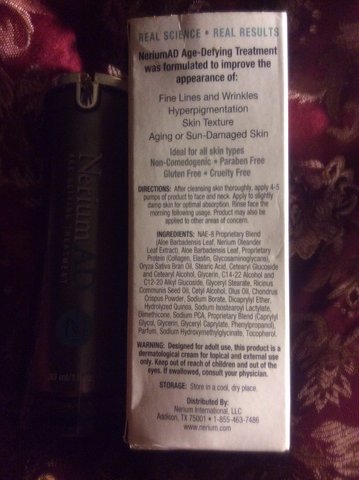 REAL SCIENCE • REAL RESULTS
NeriumAD Age-Defying Treatment
was formulated to improve the
appearance of:
Fine Lines and Wrinkles
Hyperpigmentation
Skin Texture
Aging or Sun-Damaged Skin
Ideal for all skin types
Non-Comedogenic • Paraben Free
Gluten Free • Cruelty Free
DIRECTIONS: After cleansing skin thoroughly, apply 4-5
pumps of product to face and neck. Apply to slightly
damp skin for optimal absorption. Rinse face the
morning following usage. Product may also be
applied to other areas of concern.
INGREDIENTS: NAE-8 Proprietary Blend
(Aloe Barbadensis Leaf, Nerium Oleander
Leaf Extract), Aloe Barbadensis Leaf, Proprietary
Protein (Collagen, Elastin, Glycosaminoglycans),
Oryza Sativa Bran Oil, Stearic Acid, Cetearyl Glucoside
and Cetearyl Alcohol, Glycerin, C14-22 Alcohol and
C12-20 Alkyl Glucoside, Glyceryl Stearate, Ricinus
Communis Seed Oil, Cetyl Alcohol, Olus Oil, Chondrus
Crispus Powder, Sodium Borate, Dicaprylyl Ether,
Hydrolyzed Quinoa, Sodium Isostearoyl Lactylate,
Dimethicone, Sodium PCA, Proprietary Blend (Caprylyl
Glycol, Glycerin, Glyceryl Caprylate, Phenylpropanol),
Parfum, Sodium Hydroxymethylglycinate, Tocopherol.
WARNING: Designed for adult use, this product is a
dermatological cream for topical and external use
only. Keep out of reach of children and out of the
eyes. If swallowed, consult your physician.
STORAGE: Store in a cool, dry place.
Distributed By:
Nerium International, LLC
Addison, TX 75001 • 1-855-463-7486
www.nerium.com
Nerium
30 ml/1